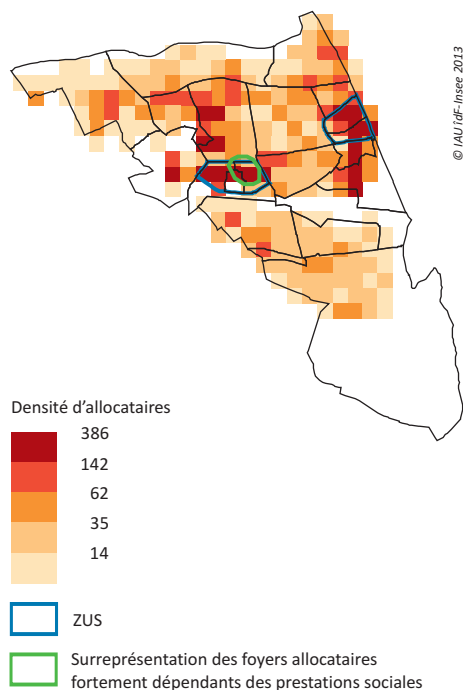 © IAU îdF-Insee 2013
Densité d'allocataires
386
142
62
35
14
ZUS
Surreprésentation des foyers allocataires
fortement dépendants des prestations sociales